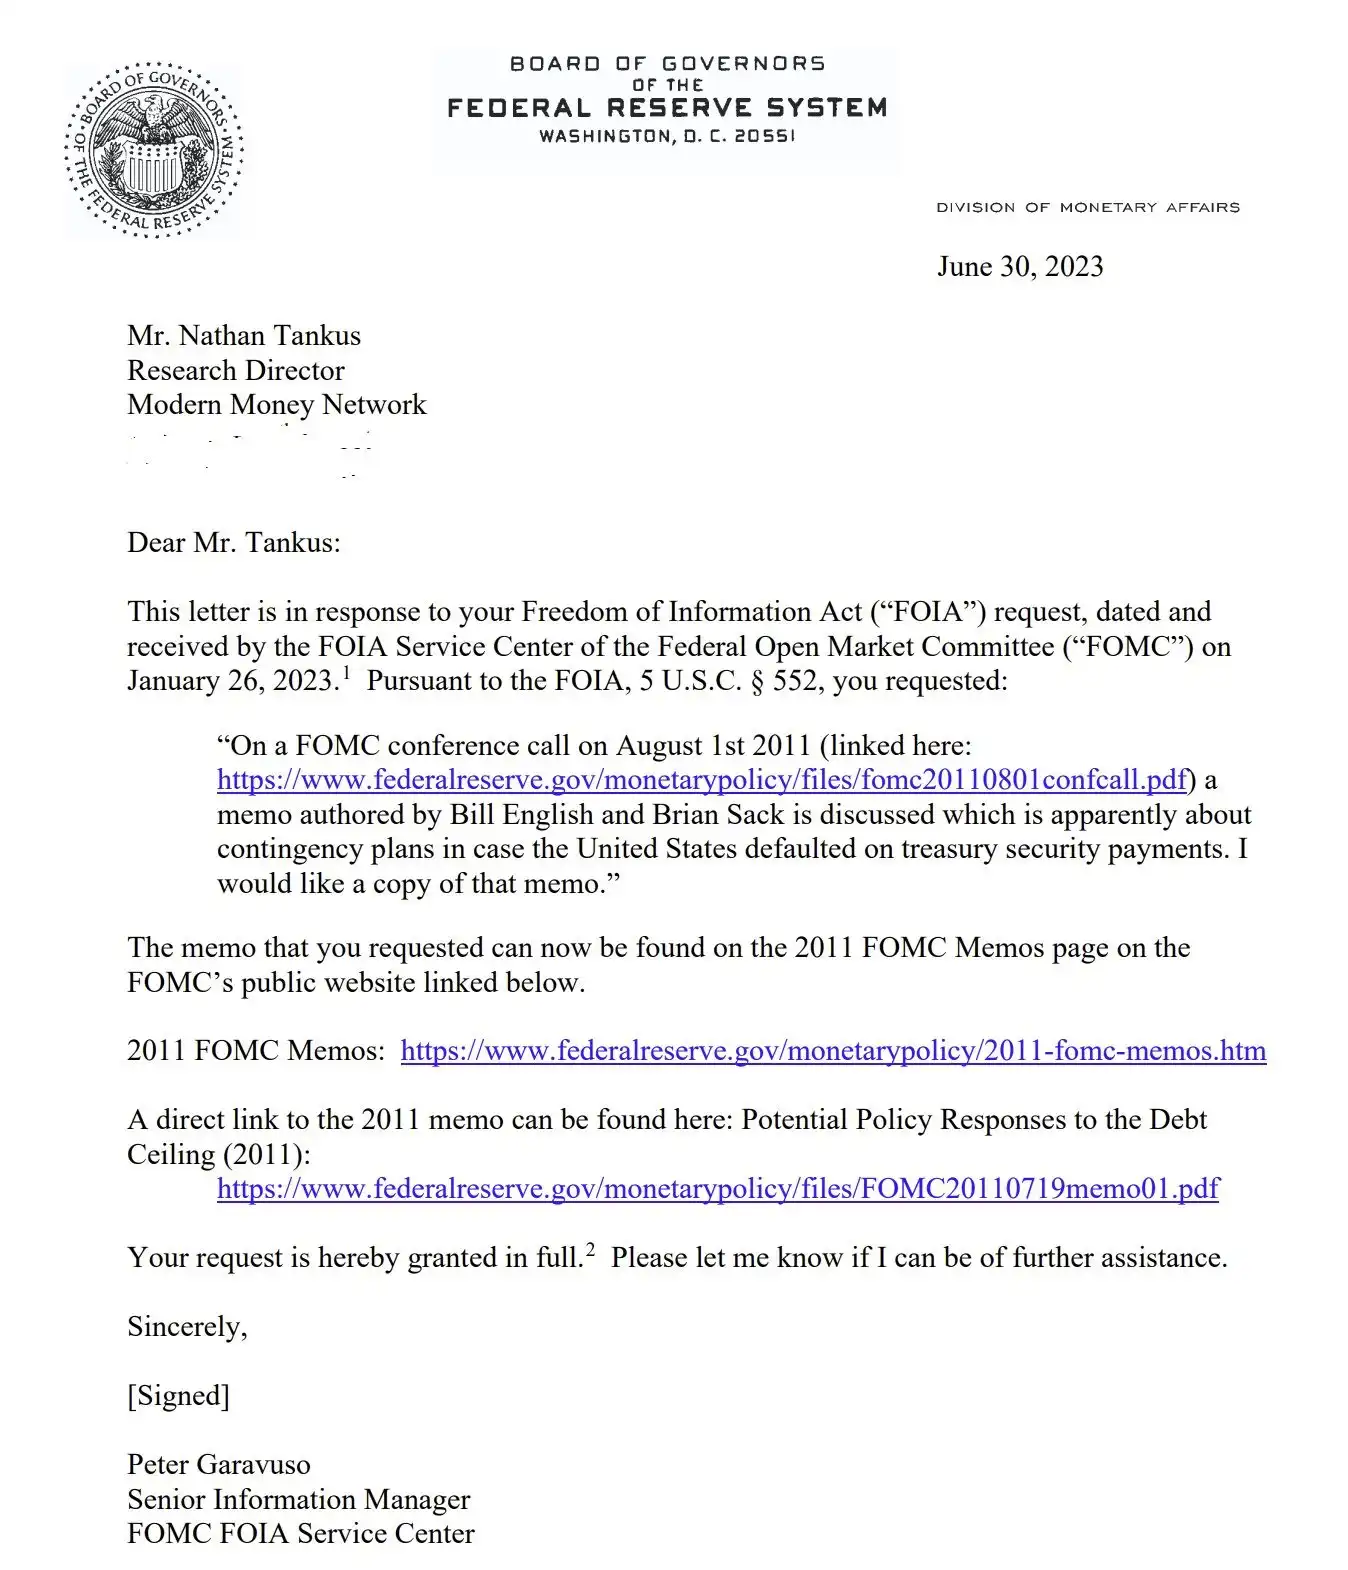 BOARD OF GOVERNORS
OF THE
FEDERAL RESERVE SYSTEM
WASHINGTON, D. C. 20551
BOARD OF GOVERNORS OF THE FEDERAL RESERVE SYSTEM
DIVISION OF MONETARY AFFAIRS
June 30, 2023
Mr. Nathan Tankus
Research Director
Modern Money Network
Dear Mr. Tankus:
This letter is in response to your Freedom of Information Act (“FOIA”) request, dated and
received by the FOIA Service Center of the Federal Open Market Committee (“FOMC”) on
January 26, 2023.¹ Pursuant to the FOIA, 5 U.S.C. § 552, you requested:
“On a FOMC conference call on August 1st 2011 (linked here:
https://www.federalreserve.gov/monetarypolicy/files/fomc20110801confcall.pdf) a
memo authored by Bill English and Brian Sack is discussed which is apparently about
contingency plans in case the United States defaulted on treasury security payments. I
would like a copy of that memo.”
The memo that you requested can now be found on the 2011 FOMC Memos page on the
FOMC’s public website linked below.
2011 FOMC Memos: https://www.federalreserve.gov/monetarypolicy/2011-fomc-memos.htm
A direct link to the 2011 memo can be found here: Potential Policy Responses to the Debt
Ceiling (2011):
https://www.federalreserve.gov/monetarypolicy/files/FOMC20110719memo01.pdf
Your request is hereby granted in full.² Please let me know if I can be of further assistance.
Sincerely,
[Signed]
Peter Garavuso
Senior Information Manager
FOMC FOIA Service Center